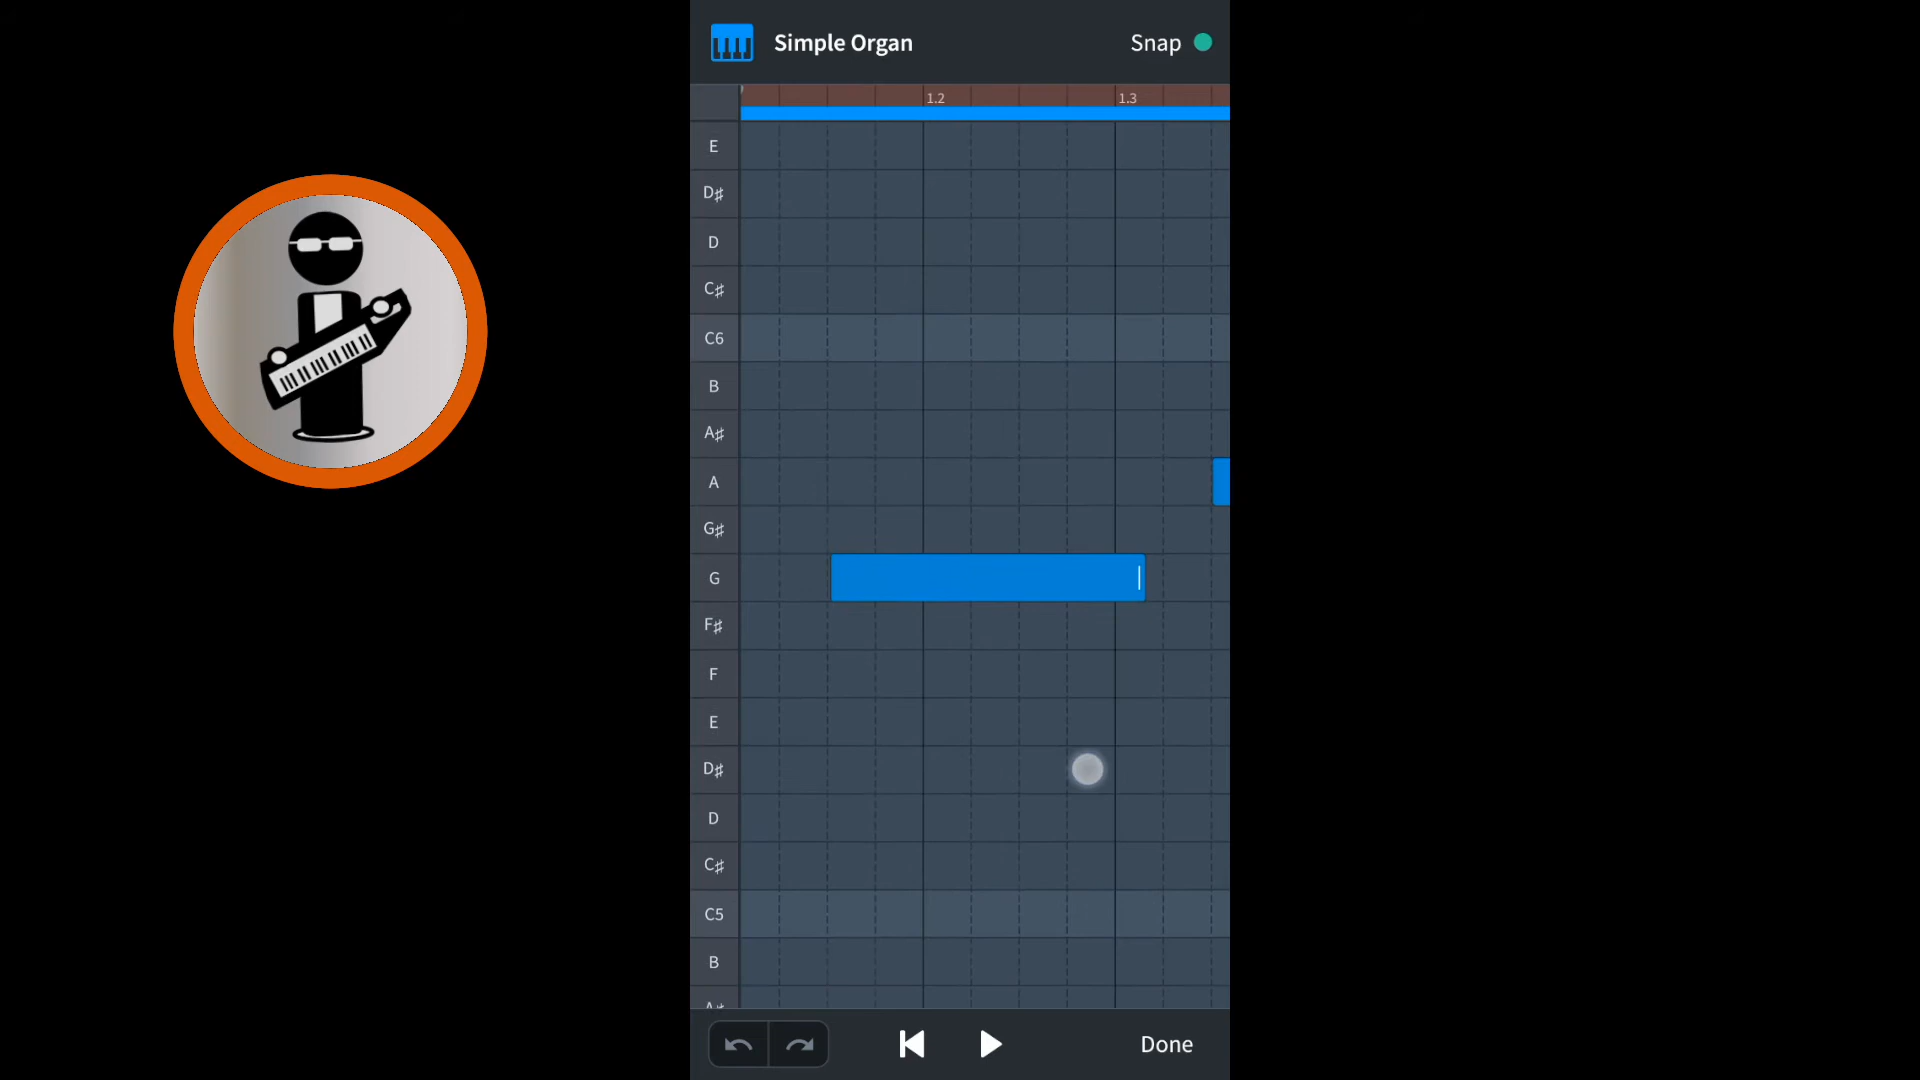 Simple Organ
Snap
1.2
1.3
E
D♯
D
C♯
C6
B
A♯
A
G♯
G
F♯
F
E
D♯
D
C♯
C5
B
A♯
Done